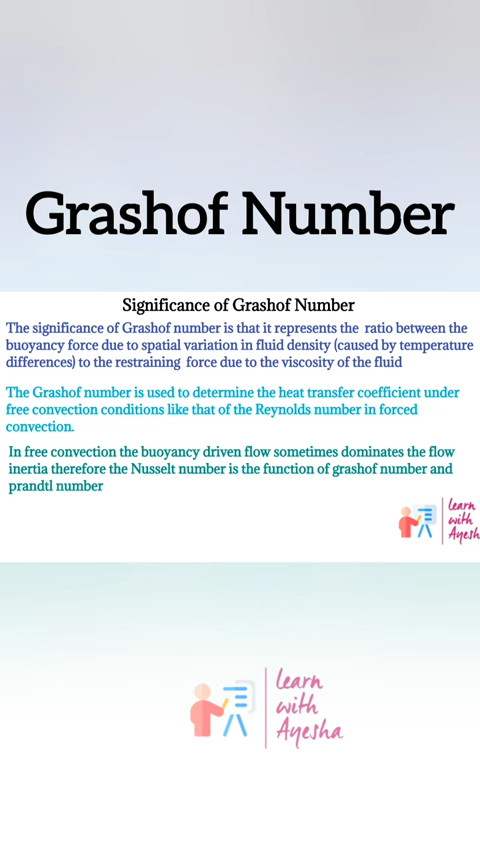 Grashof Number
Significance of Grashof Number
The significance of Grashof number is that it represents the ratio between the
buoyancy force due to spatial variation in fluid density (caused by temperature
differences) to the restraining force due to the viscosity of the fluid
The Grashof number is used to determine the heat transfer coefficient under
free convection conditions like that of the Reynolds number in forced
convection.
In free convection the buoyancy driven flow sometimes dominates the flow
inertia therefore the Nusselt number is the function of grashof number and
prandtl number
learn
with
Ayesh
learn
with
Ayesha